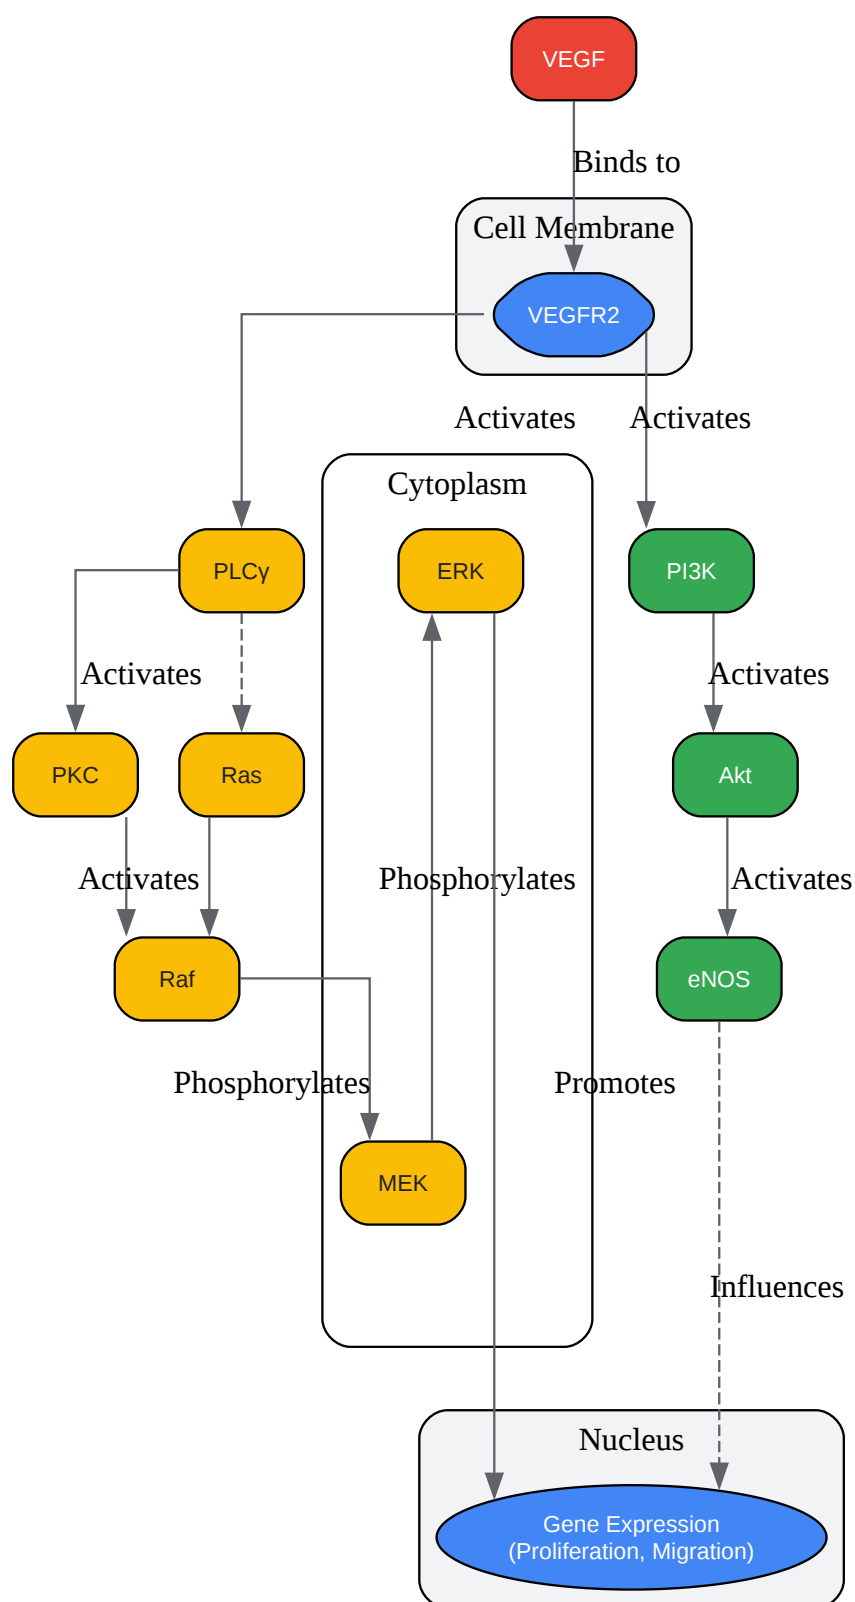 VEGF
Binds to
Cell Membrane
VEGFR2
Activates
Activates
Cytoplasm
PLCγ
ERK
PI3K
Activates
Activates
PKC
Ras
Akt
Activates
Phosphorylates
Activates
Raf
eNOS
Phosphorylates
Promotes
MEK
Influences
Nucleus
Gene Expression
(Proliferation, Migration)